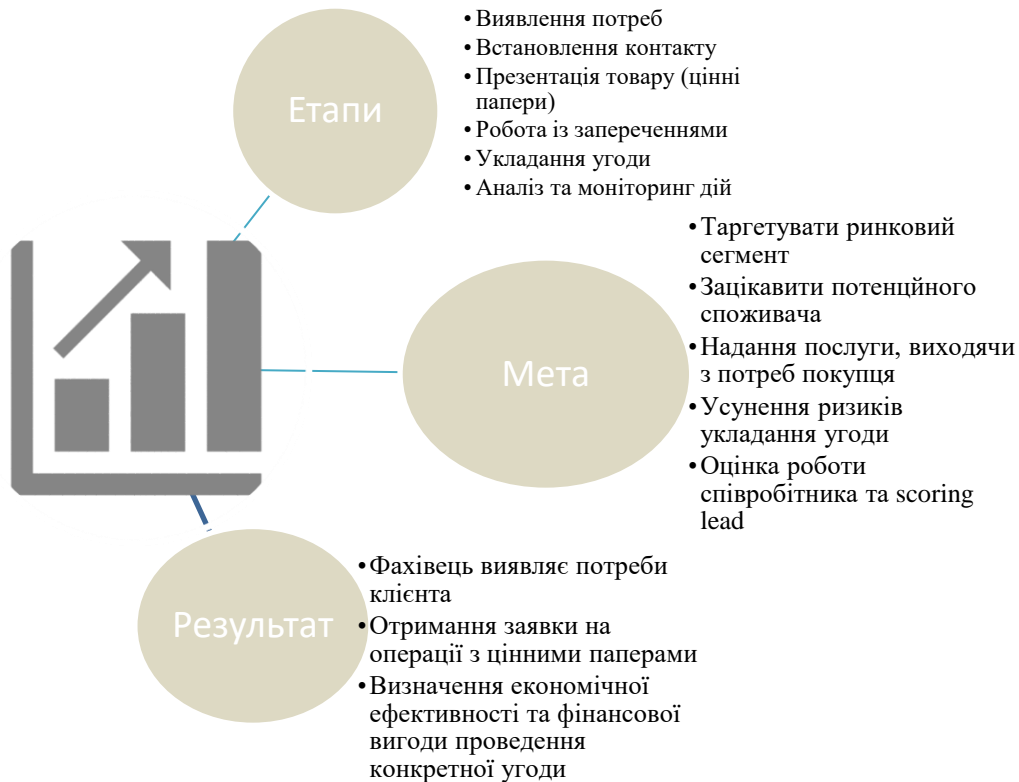 Етапи
• Виявлення потреб
• Встановлення контакту
• Презентація товару (цінні
папери)
• Робота із запереченнями
• Укладання угоди
• Аналіз та моніторинг дій
Мета
• Таргетувати ринковий
сегмент
• Зацікавити потенційного
споживача
• Надання послуги, виходячи
з потреб покупця
• Усунення ризиків
укладання угоди
• Оцінка роботи
співробітника та scoring
lead
Результат
• Фахівець виявляє потреби
клієнта
• Отримання заявки на
операції з цінними паперами
• Визначення економічної
ефективності та фінансової
вигоди проведення
конкретної угоди